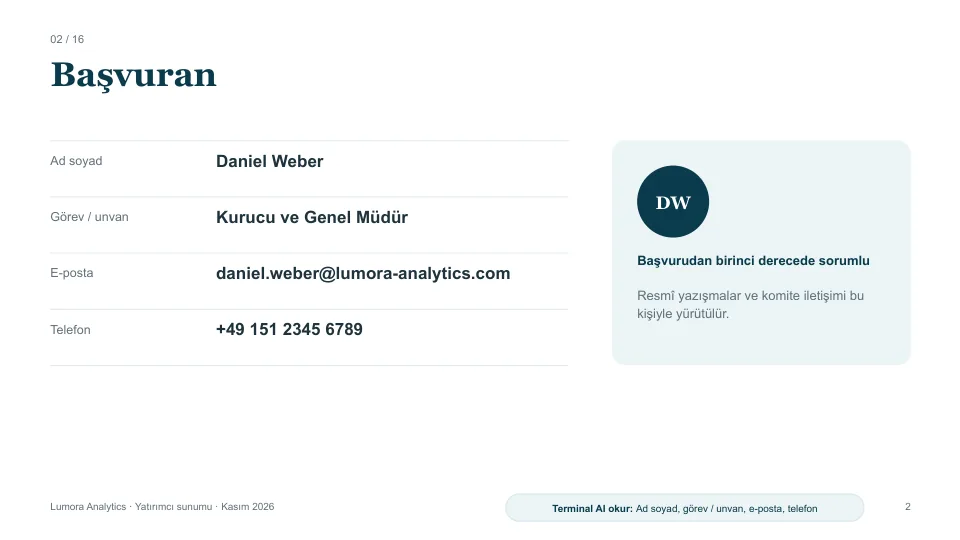 02 / 16
Başvuran
Ad soyad
Daniel Weber
Görev / unvan
Kurucu ve Genel Müdür
E-posta
daniel.weber@lumora-analytics.com
Telefon
+49 151 2345 6789
DW
Başvurudan birinci derecede sorumlu
Resmî yazışmalar ve komite iletişimi bu
kişiyle yürütülür.
Lumora Analytics · Yatırımcı sunumu · Kasım 2026
Terminal AI okur: Ad soyad, görev / unvan, e-posta, telefon
2